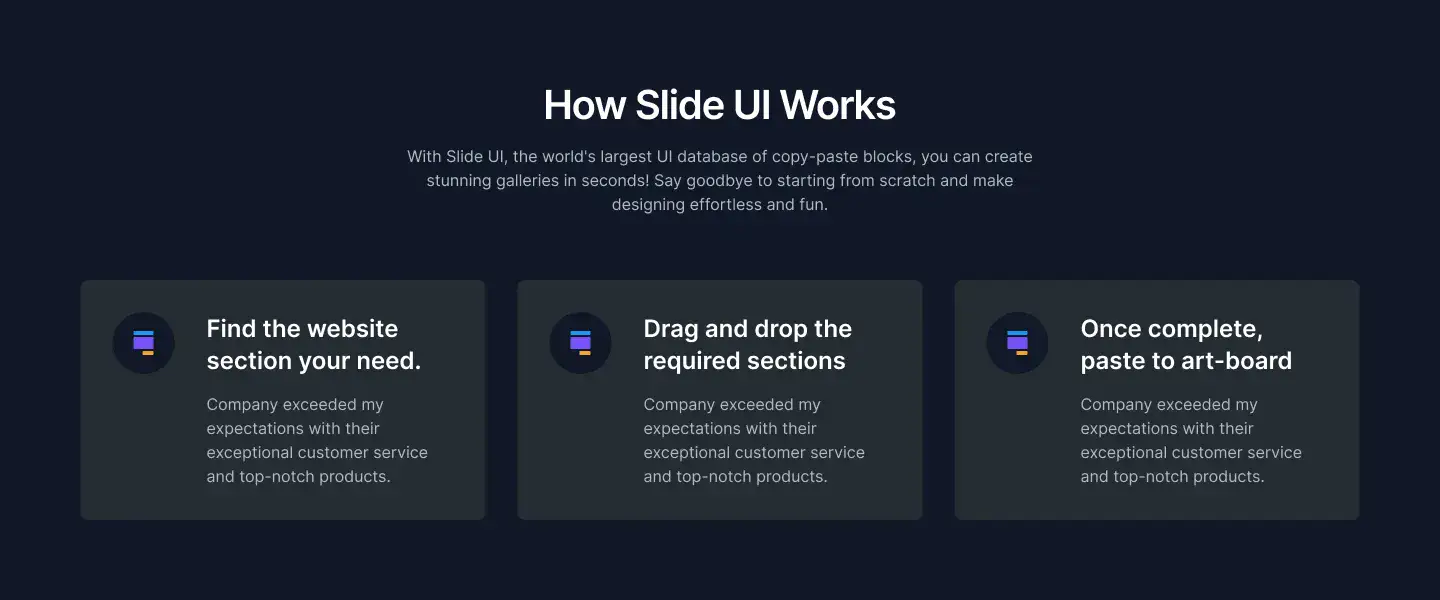 How Slide UI Works
With Slide UI, the world's largest UI database of copy-paste blocks, you can create
stunning galleries in seconds! Say goodbye to starting from scratch and make
designing effortless and fun.
Find the website
section your need.
Company exceeded my
expectations with their
exceptional customer service
and top-notch products.
Drag and drop the
required sections
Company exceeded my
expectations with their
exceptional customer service
and top-notch products.
Once complete,
paste to art-board
Company exceeded my
expectations with their
exceptional customer service
and top-notch products.